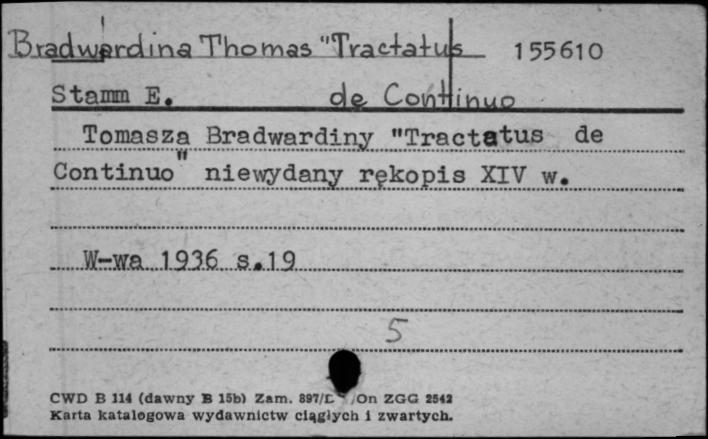 Bradwardina Thomas "Tractatus 155610
Stamm E. de Continuo
Tomasza Bradwardiny "Tractatus de
Continuo" niewydany rękopis XIV w.
W-wa 1936 s.19
5
CWD B 114 (dawny B 15b) Zam. 897/ /On ZGG 2542
Karta katalogowa wydawnictw ciągłych i zwartych.